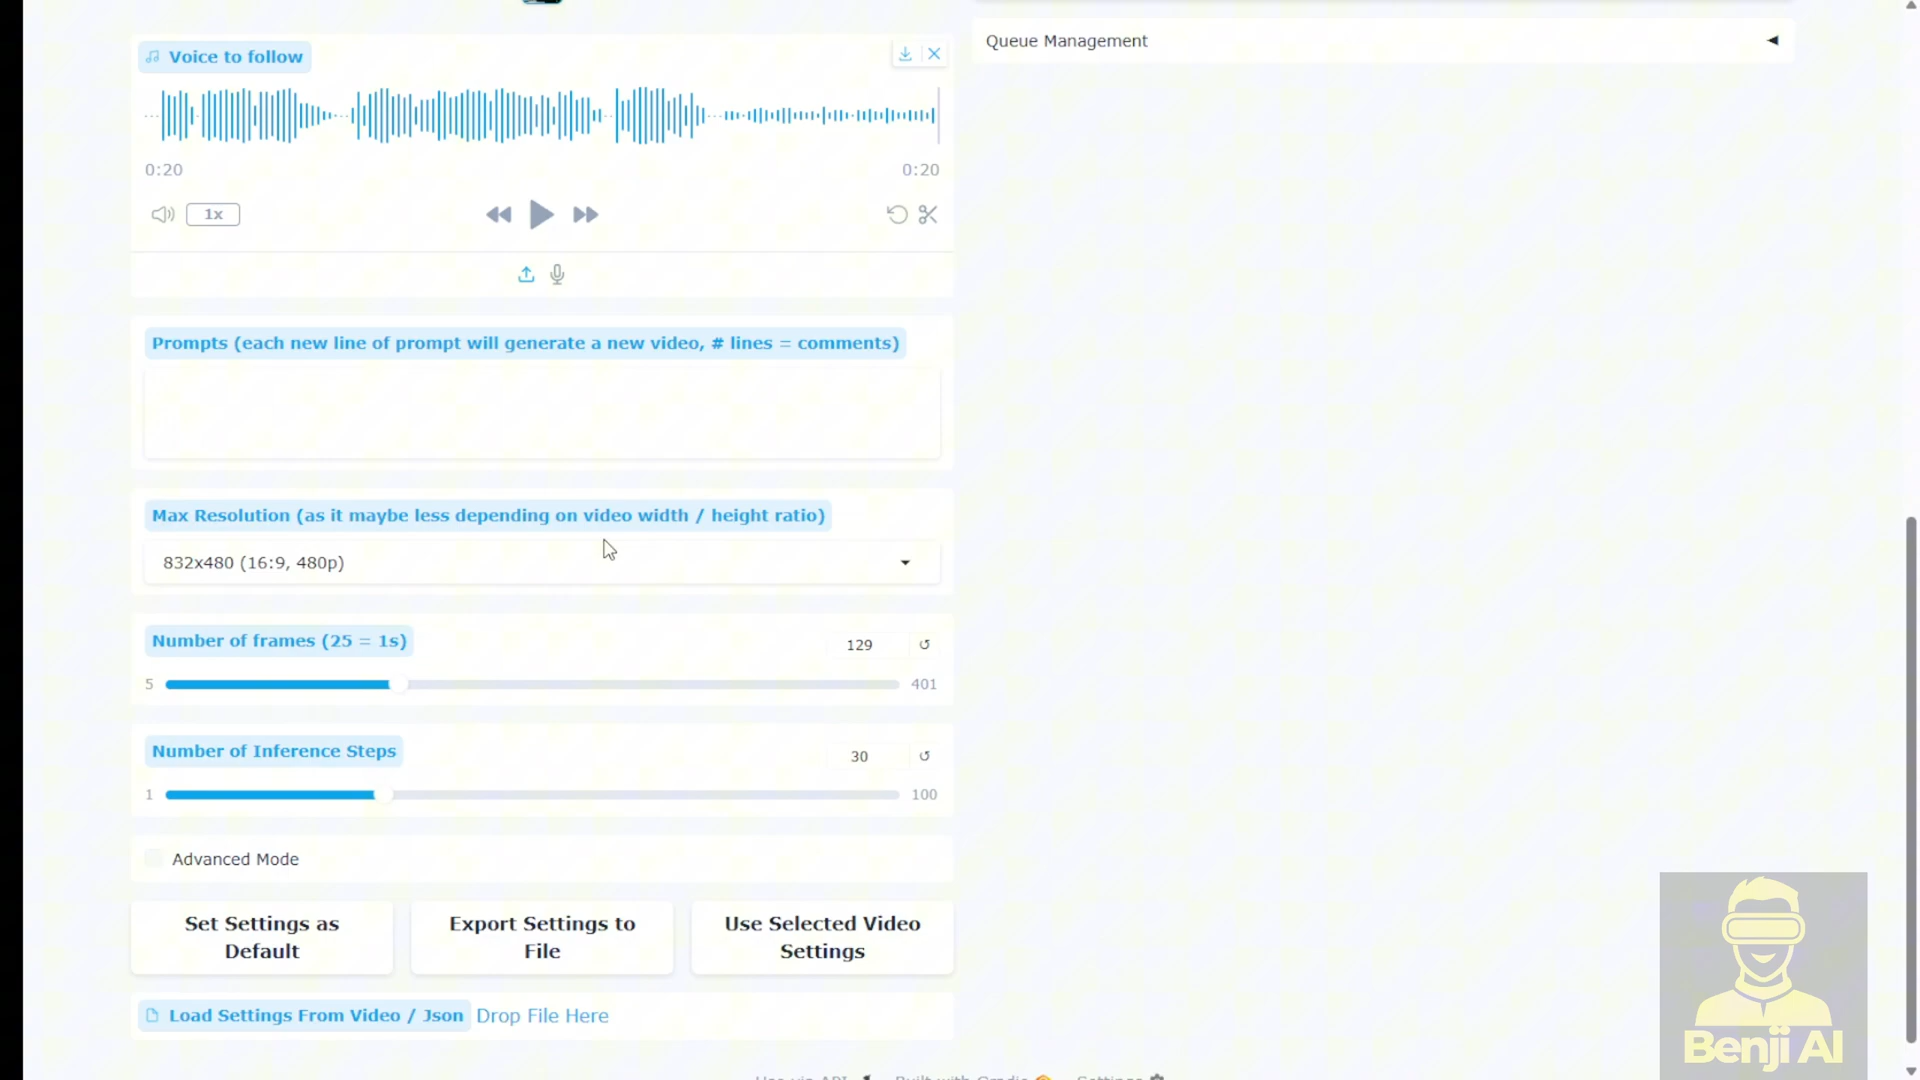 Voice to follow
0:20
0:20
1x
Prompts (each new line of prompt will generate a new video, # lines = comments)
Max Resolution (as it maybe less depending on video width / height ratio)
832x480 (16:9, 480p)
Number of frames (25 = 1s)
129
5
401
Number of Inference Steps
30
1
100
Advanced Mode
Set Settings as
Default
Export Settings to
File
Use Selected Video
Settings
Load Settings From Video / Json
Drop File Here
Use via API
Built with Gradio
Settings
Queue Management
Benji AI